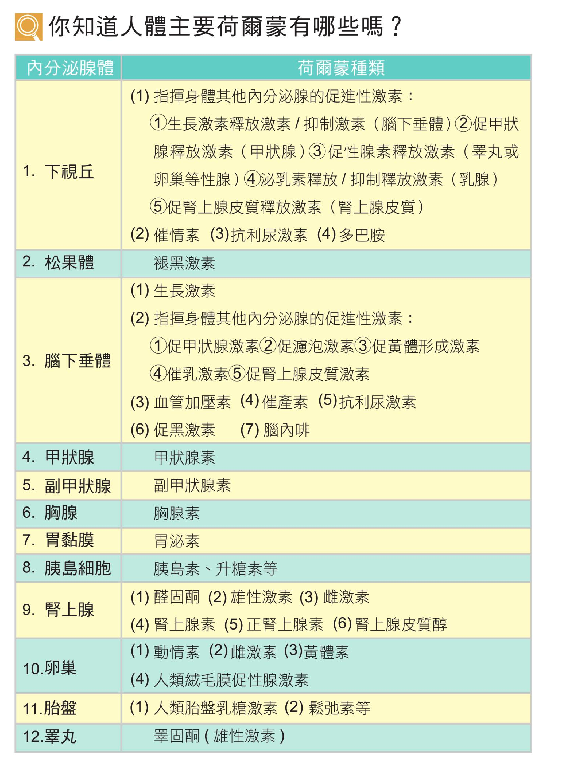 你知道人體主要荷爾蒙有哪些嗎？
內分泌腺體 荷爾蒙種類
1. 下視丘
(1) 指揮身體其他內分泌腺的促進性激素：
①生長激素釋放激素 / 抑制激素（腦下垂體）②促甲狀
腺釋放激素（甲狀腺）③促性腺素釋放激素（睪丸或
卵巢等性腺）④泌乳素釋放 / 抑制釋放激素（乳腺）
⑤促腎上腺皮質釋放激素（腎上腺皮質）
(2) 催情素 (3)抗利尿激素 (4) 多巴胺
2. 松果體 褪黑激素
3. 腦下垂體
(1) 生長激素
(2) 指揮身體其他內分泌腺的促進性激素：
①促甲狀腺激素②促濾泡激素③促黃體形成激素
④催乳激素⑤促腎上腺皮質激素
(3) 血管加壓素 (4) 催產素 (5)抗利尿激素
(6) 促黑激素 (7) 腦內啡
4. 甲狀腺 甲狀腺素
5. 副甲狀腺 副甲狀腺素
6. 胸腺 胸腺素
7. 胃黏膜 胃泌素
8. 胰島細胞 胰島素、升糖素等
9. 腎上腺
(1) 醛固酮 (2) 雄性激素 (3) 雌激素
(4) 腎上腺素 (5) 正腎上腺素 (6) 腎上腺皮質醇
10.卵巢
(1) 動情素 (2)雌激素 (3)黃體素
(4) 人類絨毛膜促性腺激素
11.胎盤 (1) 人類胎盤乳糖激素 (2) 鬆弛素等
12.睪丸 睪固酮 ( 雄性激素 )